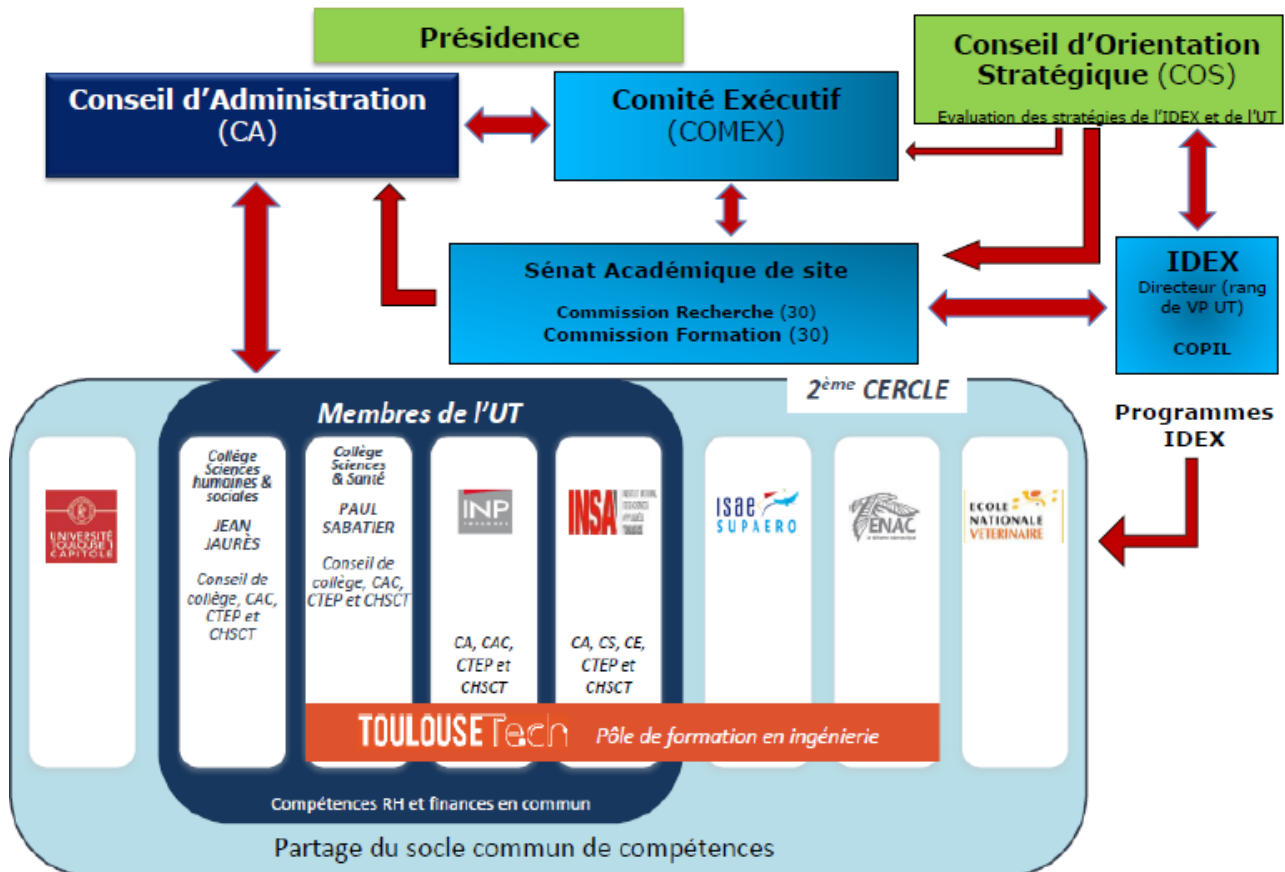 Présidence
Conseil d'Orientation
Stratégique (COS)
Evaluation des stratégies de l'IDEX et de l'UT
Conseil d'Administration
(CA)
Comité Exécutif
(COMEX)
Sénat Académique de site
Commission Recherche (30)
Commission Formation (30)
IDEX
Directeur (rang
de VP UT)
COPIL
Programmes
IDEX
2ème CERCLE
Membres de l'UT
UNIVERSITÉ
TOULOUSE 1
CAPITOLE
Collège
Sciences
humaines &
sociales
JEAN
JAURÈS
Conseil de
collège, CAC,
CTEP et
CHSCT
Collège
Sciences
& Santé
PAUL
SABATIER
Conseil de
collège, CAC,
CTEP et CHSCT
INP
TOULOUSE
CA, CAC,
CTEP et
CHSCT
INSA
CA, CS, CE,
CTEP et
CHSCT
isae
SUPAERO
ENAC
ECOLE
NATIONALE
VETERINAIRE
TOULOUSE Tech Pôle de formation en ingénierie
Compétences RH et finances en commun
Partage du socle commun de compétences